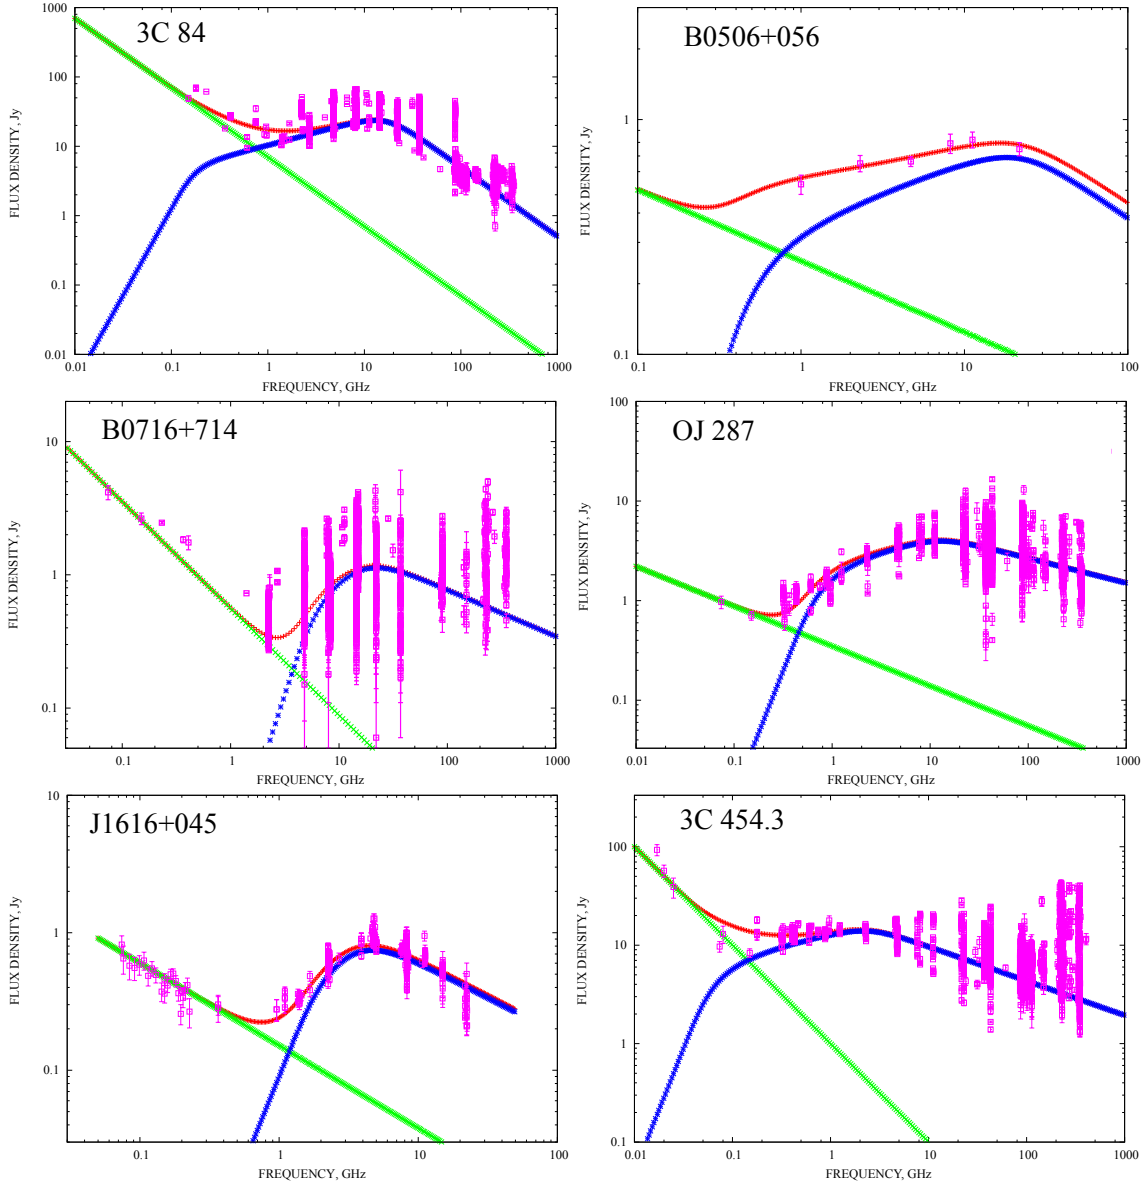 3C 84
1000
100
10
1
0.1
0.01
FLUX DENSITY, Jy
0.01 0.1 1 10 100 1000
FREQUENCY, GHz
B0506+056
1
0.1
FLUX DENSITY, Jy
0.1 1 10 100
FREQUENCY, GHz
B0716+714
10
1
0.1
FLUX DENSITY, Jy
0.1 1 10 100 1000
FREQUENCY, GHz
OJ 287
100
10
1
0.1
FLUX DENSITY, Jy
0.01 0.1 1 10 100 1000
FREQUENCY, GHz
J1616+045
10
1
0.1
FLUX DENSITY, Jy
0.1 1 10 100
FREQUENCY, GHz
3C 454.3
100
10
1
0.1
FLUX DENSITY, Jy
0.01 0.1 1 10 100 1000
FREQUENCY, GHz